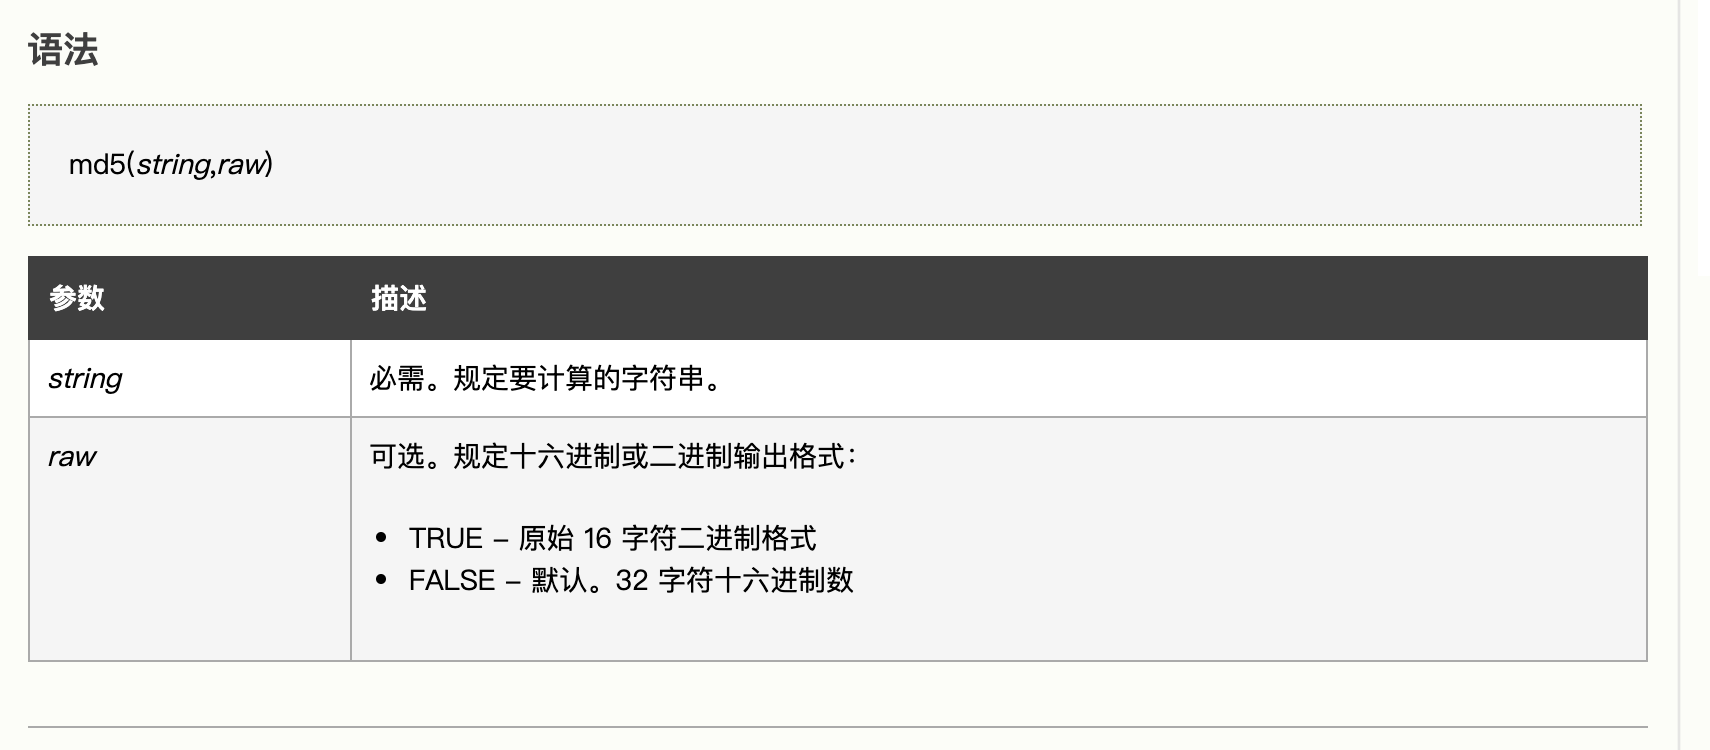 语法
md5(string,raw)
参数 描述
string 必需。规定要计算的字符串。
raw 可选。规定十六进制或二进制输出格式：
• TRUE - 原始 16 字符二进制格式
• FALSE - 默认。32 字符十六进制数